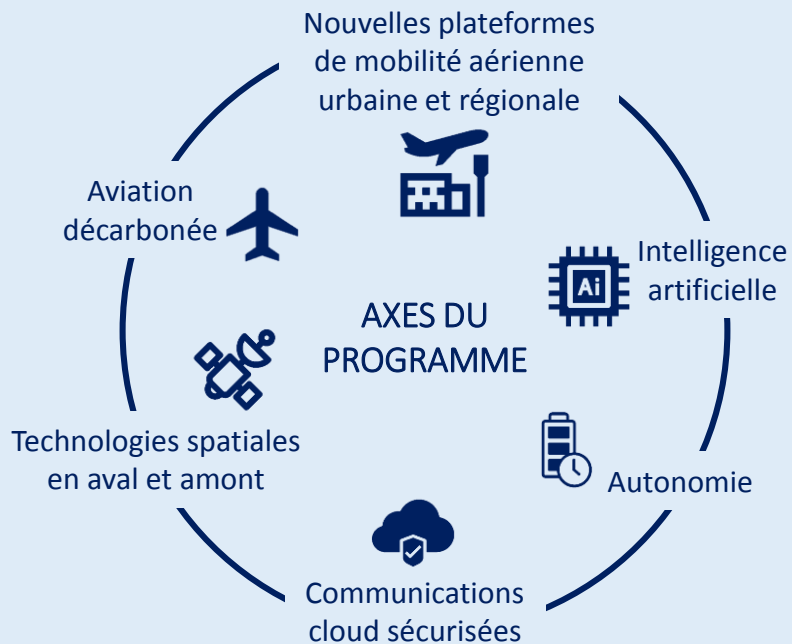 Nouvelles plateformes
de mobilité aérienne
urbaine et régionale
Aviation
décarbonée
Intelligence
artificielle
Ai
AXES DU
PROGRAMME
Technologies spatiales
en aval et amont
Autonomie
Communications
cloud sécurisées